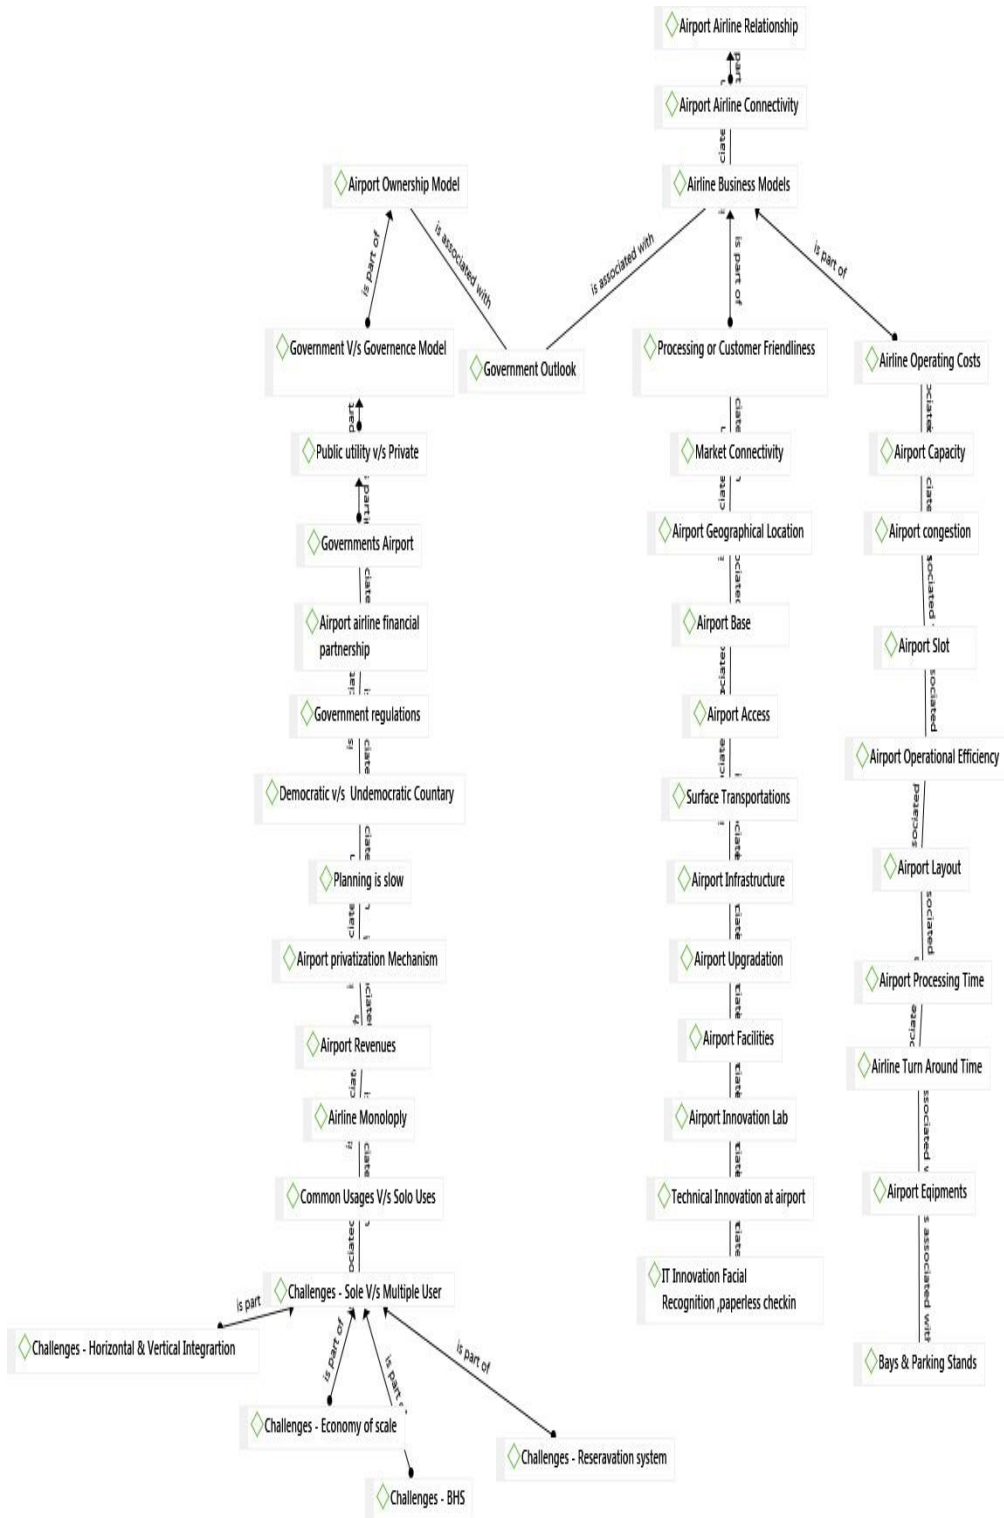 Airport Airline Relationship
part
Airport Airline Connectivity
ciate
Airport Ownership Model
Airline Business Models
is part of
is associated with
is associated with
is part of
is part of
Government V/s Governence Model
Government Outlook
Processing or Customer Friendliness
Airline Operating Costs
part
Public utility v/s Private
Market Connectivity
Airport Capacity
Governments Airport
Airport Geographical Location
Airport congestion
Airport airline financial
partnership
Airport Base
Airport Slot
Government regulations
Airport Access
Airport Operational Efficiency
Democratic v/s Undemocratic Countary
Surface Transportations
Planning is slow
Airport Infrastructure
Airport Layout
Airport privatization Mechanism
Airport Upgradation
Airport Processing Time
Airport Revenues
Airport Facilities
Airline Turn Around Time
Airline Monoloply
Airport Innovation Lab
Common Usages V/s Solo Uses
Technical Innovation at airport
Airport Eqipments
Challenges - Sole V/s Multiple User
IT Innovation Facial
Recognition ,paperless checkin
is part
Challenges - Horizontal & Vertical Integrartion
is part of
is part
is part of
Bays & Parking Stands
Challenges - Economy of scale
Challenges - Reseravation system
Challenges - BHS